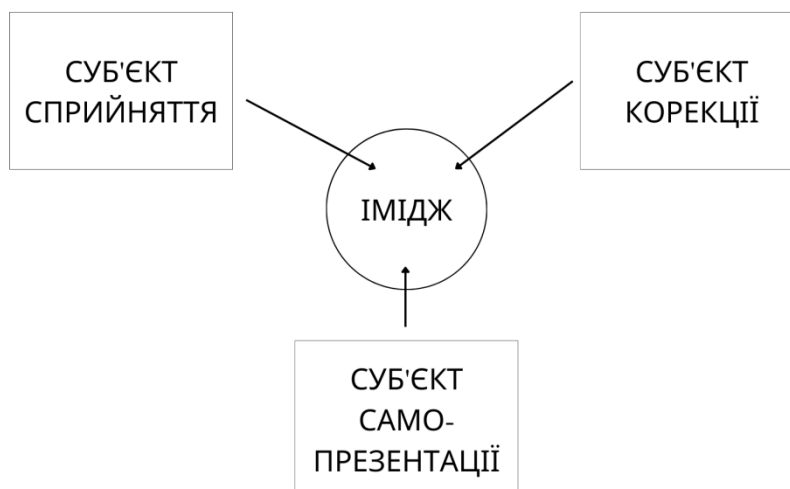 СУБ'ЄКТ
СПРИЙНЯТТЯ
СУБ'ЄКТ
КОРЕКЦІЇ
ІМІДЖ
СУБ'ЄКТ
САМО-
ПРЕЗЕНТАЦІЇ